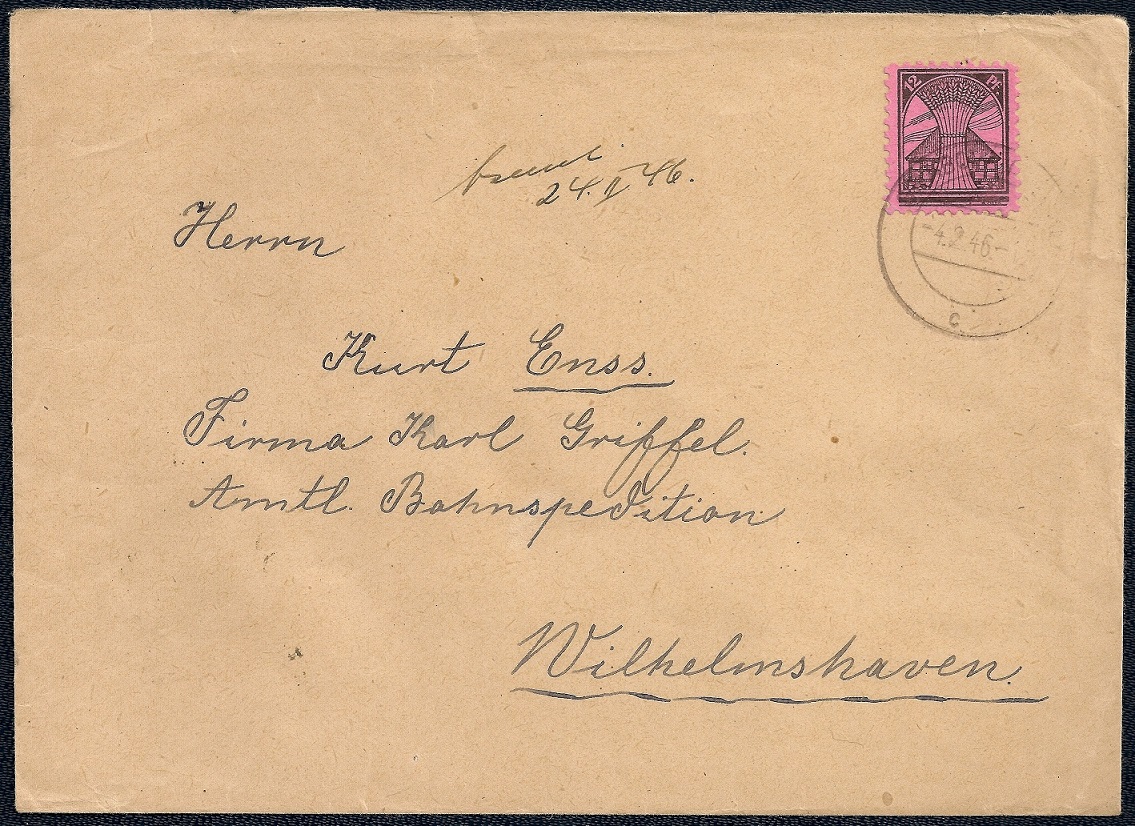 12 Pf.
24. II 46.
-4.2.46.-
c
Herrn
Kurt Enss.
Firma Karl Griffel.
Amtl. Bahnspedition
Wilhelmshaven.